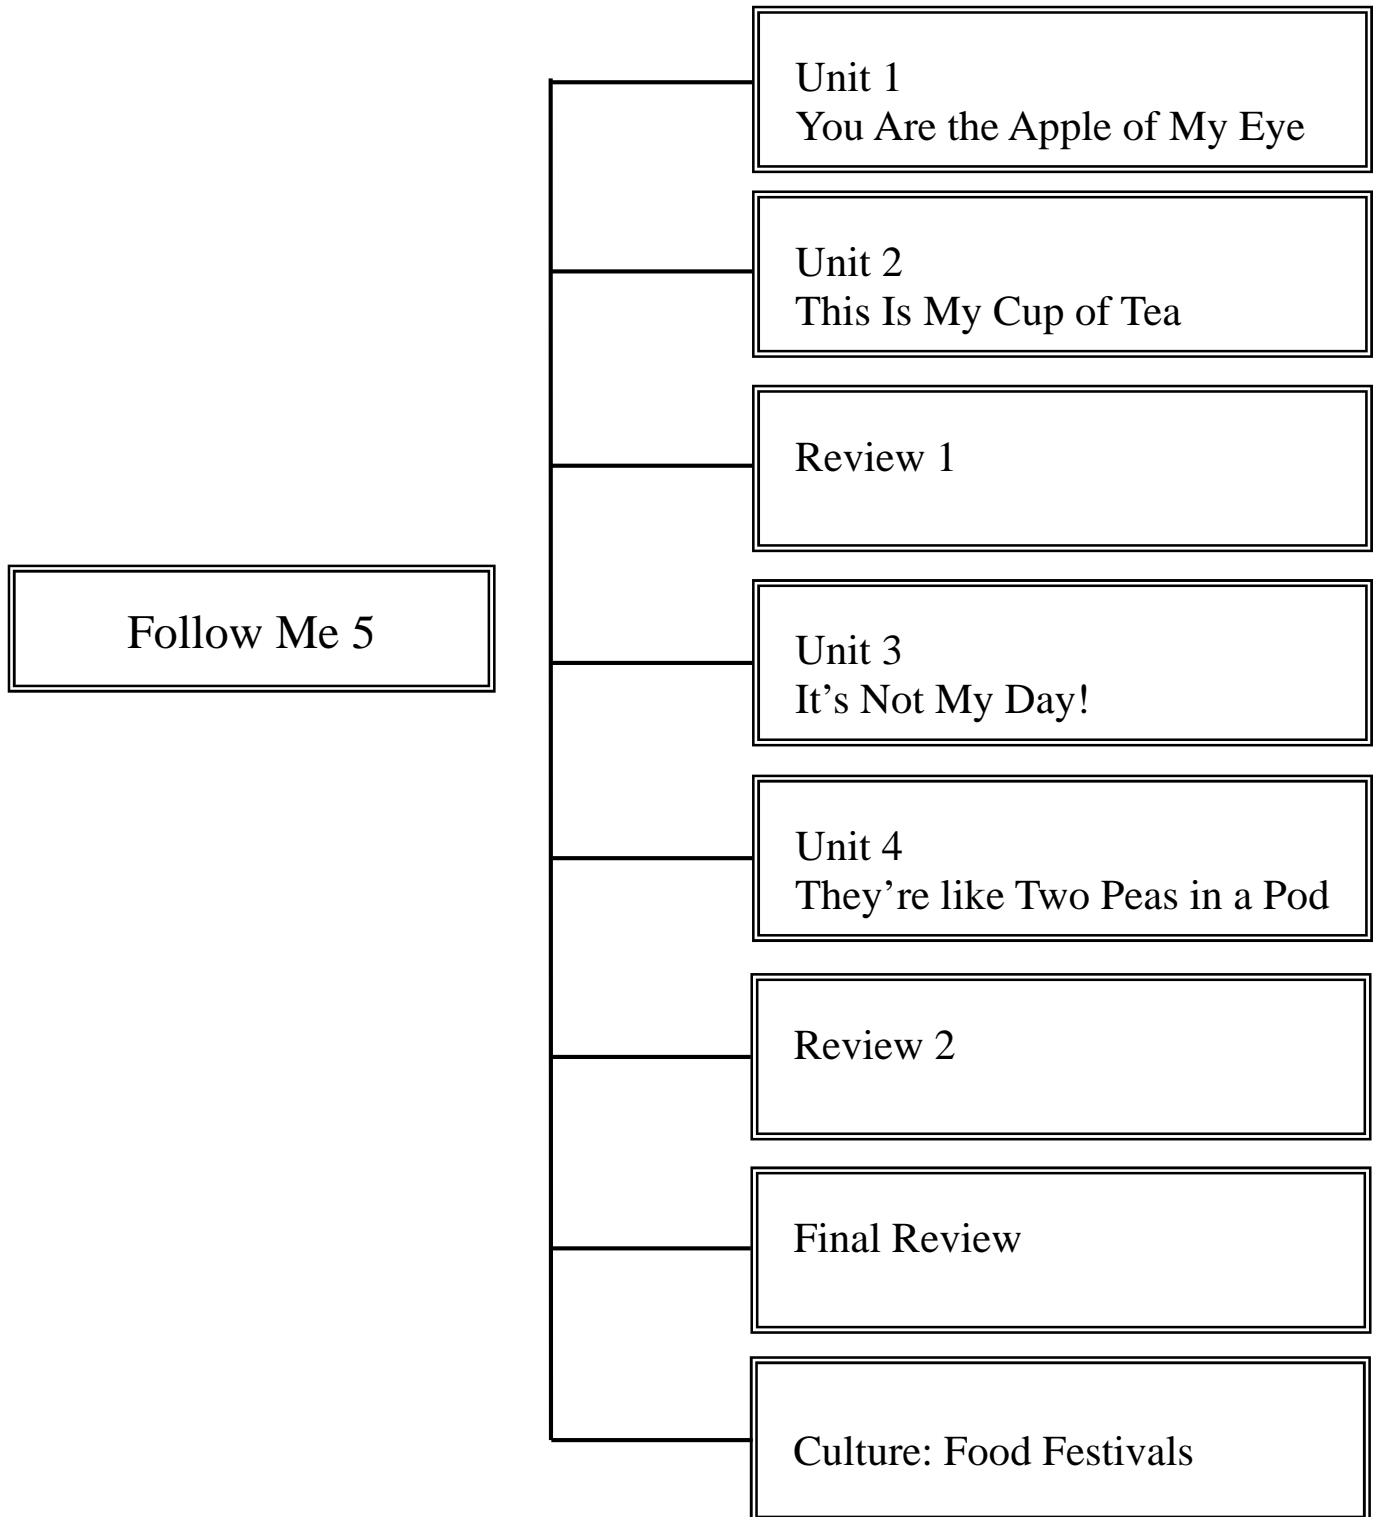 Follow Me 5
Unit 1
You Are the Apple of My Eye
Unit 2
This Is My Cup of Tea
Review 1
Unit 3
It’s Not My Day!
Unit 4
They’re like Two Peas in a Pod
Review 2
Final Review
Culture: Food Festivals